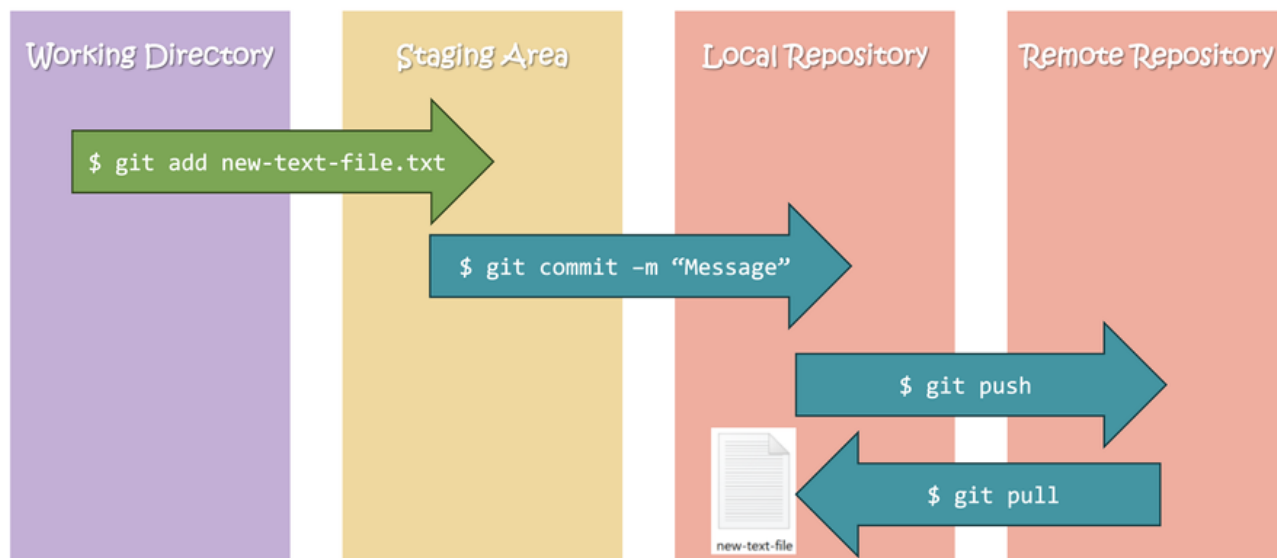 Working Directory
Staging Area
Local Repository
Remote Repository
$ git add new-text-file.txt
$ git commit –m “Message”
$ git push
$ git pull
new-text-file